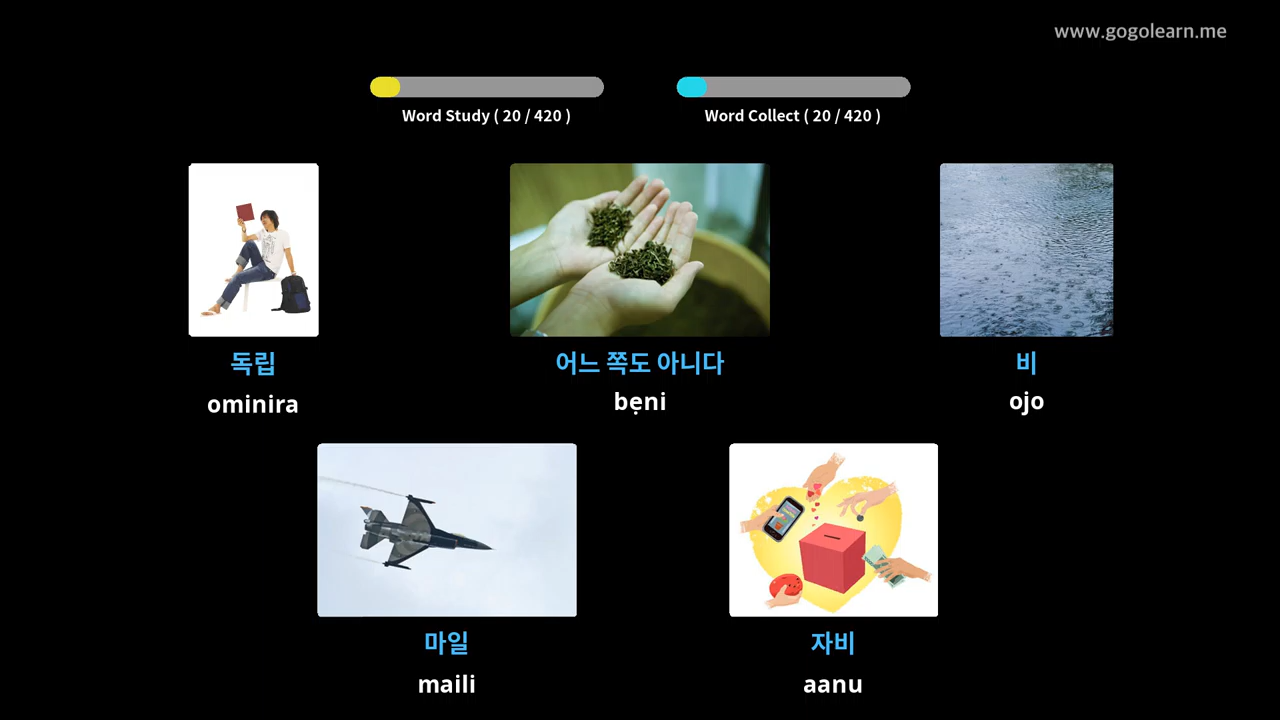 www.gogolearn.me
Word Study ( 20 / 420 )
Word Collect ( 20 / 420 )
독립
어느 쪽도 아니다
비
ominira
bẹni
ojo
마일
자비
maili
aanu